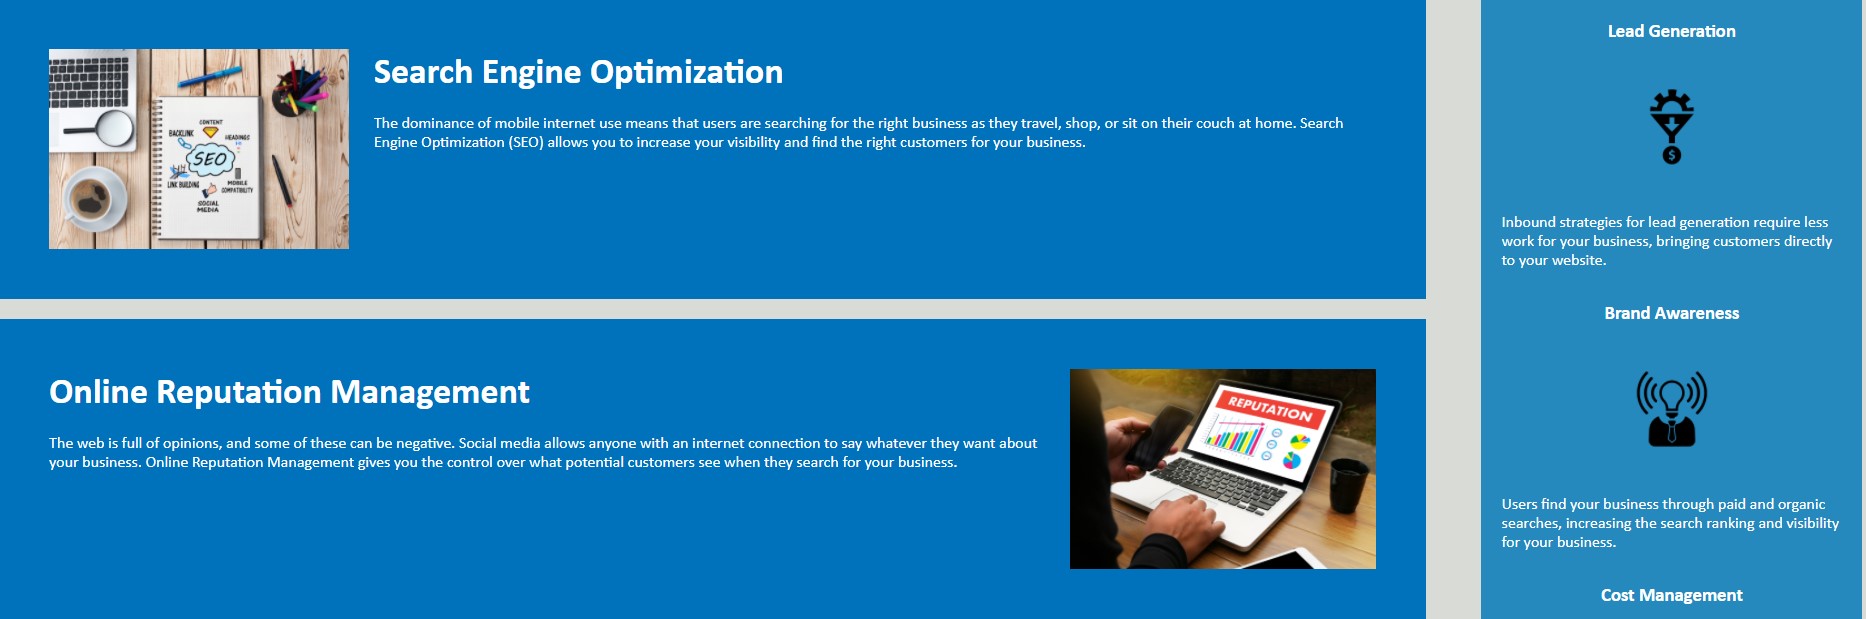 Search Engine Optimization
The dominance of mobile internet use means that users are searching for the right business as they travel, shop, or sit on their couch at home. Search
Engine Optimization (SEO) allows you to increase your visibility and find the right customers for your business.
CONTENT
BACKLINK
HEADINGS
SEO
LINK BUILDING
MOBILE
COMPATIBILITY
SOCIAL
MEDIA
Online Reputation Management
The web is full of opinions, and some of these can be negative. Social media allows anyone with an internet connection to say whatever they want about
your business. Online Reputation Management gives you the control over what potential customers see when they search for your business.
REPUTATION
Lead Generation
$
Inbound strategies for lead generation require less
work for your business, bringing customers directly
to your website.
Brand Awareness
Users find your business through paid and organic
searches, increasing the search ranking and visibility
for your business.
Cost Management